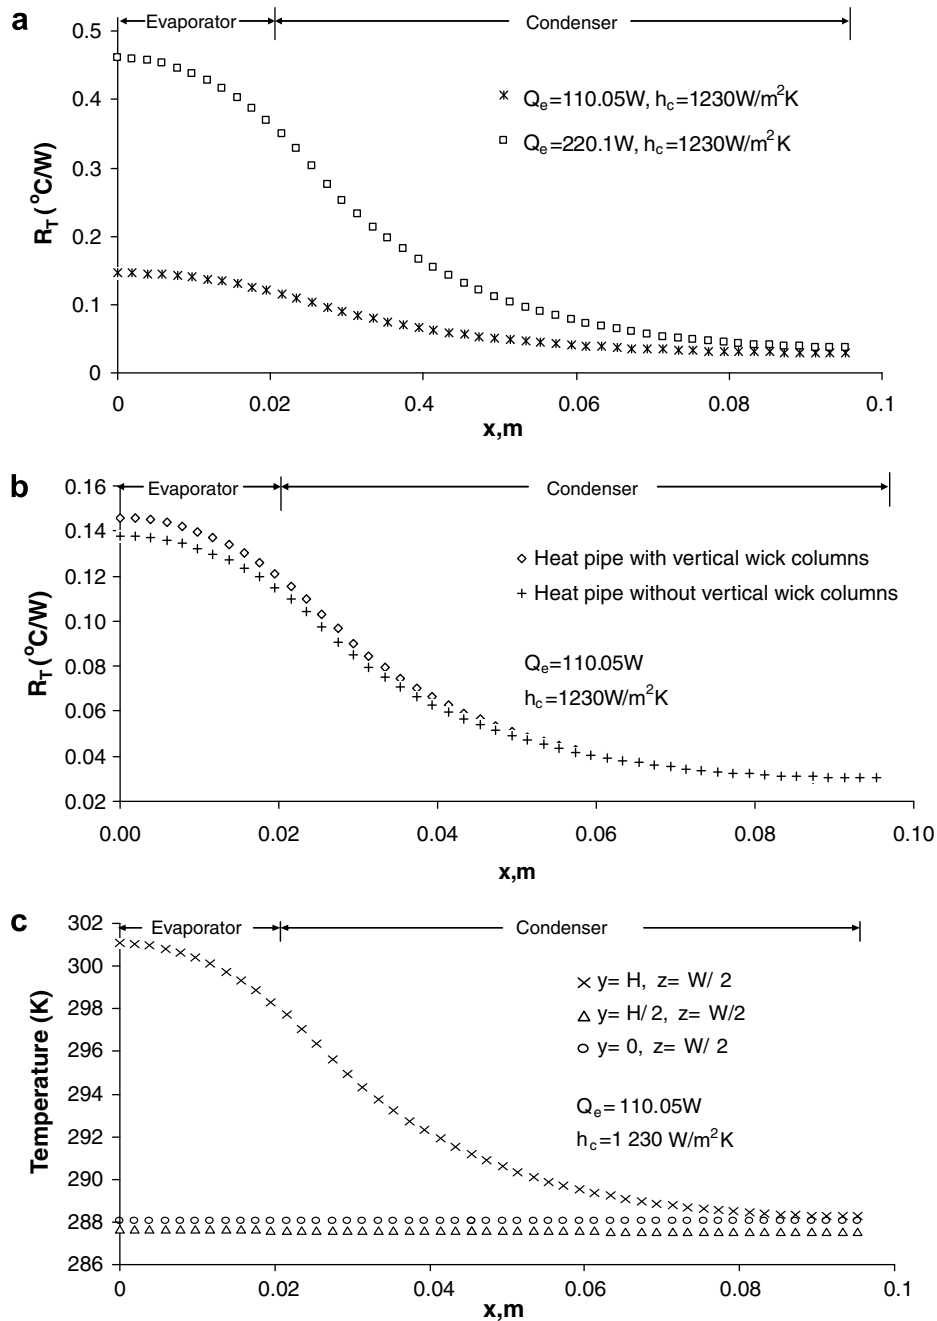 a
Evaporator
Condenser
0.5
0.4
0.3
0.2
0.1
0
R_T (°C/W)
Q_e=110.05W, h_c=1230W/m²K
Q_e=220.1W, h_c=1230W/m²K
0 0.02 0.4 0.06 0.08 0.1
x,m
b
Evaporator
Condenser
0.16
0.14
0.12
0.10
0.08
0.06
0.04
0.02
R_T (°C/W)
Heat pipe with vertical wick columns
Heat pipe without vertical wick columns
Q_e=110.05W
h_c=1230W/m²K
0.00 0.02 0.04 0.06 0.08 0.10
x,m
c
Evaporator
Condenser
302
300
298
296
294
292
290
288
286
Temperature (K)
y= H, z= W/ 2
y= H/ 2, z= W/2
y= 0, z= W/ 2
Q_e= 110.05W
h_c=1 230 W/m²K
0 0.02 0.04 0.06 0.08 0.1
x,m